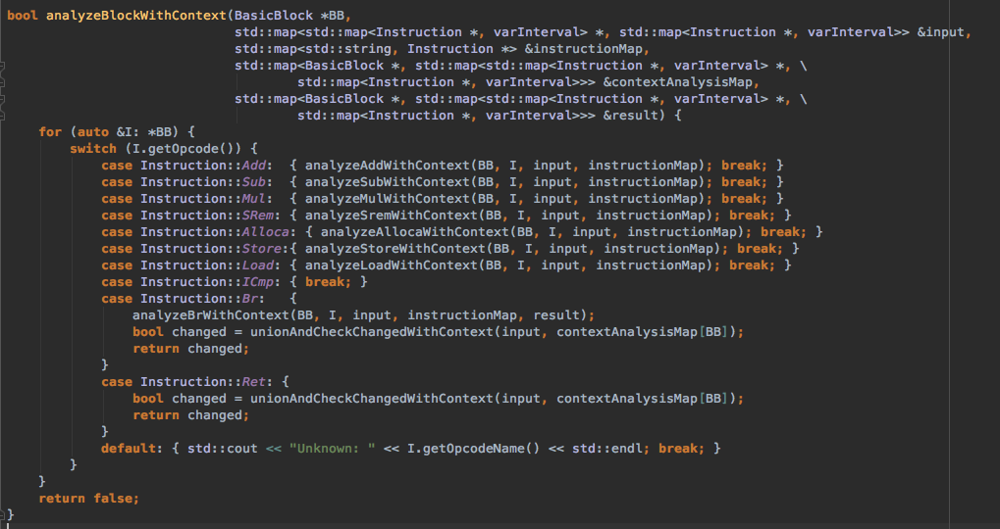 bool analyzeBlockWithContext(BasicBlock *BB,
                             std::map<std::map<Instruction *, varInterval> *, std::map<Instruction *, varInterval>> &input,
                             std::map<std::string, Instruction *> &instructionMap,
                             std::map<BasicBlock *, std::map<std::map<Instruction *, varInterval> *, \
                                     std::map<Instruction *, varInterval>>> &contextAnalysisMap,
                             std::map<BasicBlock *, std::map<std::map<Instruction *, varInterval> *, \
                                     std::map<Instruction *, varInterval>>> &result) {
    for (auto &I: *BB) {
        switch (I.getOpcode()) {
            case Instruction::Add:  { analyzeAddWithContext(BB, I, input, instructionMap); break; }
            case Instruction::Sub:  { analyzeSubWithContext(BB, I, input, instructionMap); break; }
            case Instruction::Mul:  { analyzeMulWithContext(BB, I, input, instructionMap); break; }
            case Instruction::SRem: { analyzeSremWithContext(BB, I, input, instructionMap); break; }
            case Instruction::Alloca: { analyzeAllocaWithContext(BB, I, input, instructionMap); break; }
            case Instruction::Store:{ analyzeStoreWithContext(BB, I, input, instructionMap); break; }
            case Instruction::Load: { analyzeLoadWithContext(BB, I, input, instructionMap); break; }
            case Instruction::ICmp: { break; }
            case Instruction::Br:   {
                analyzeBrWithContext(BB, I, input, instructionMap, result);
                bool changed = unionAndCheckChangedWithContext(input, contextAnalysisMap[BB]);
                return changed;
            }
            case Instruction::Ret: {
                bool changed = unionAndCheckChangedWithContext(input, contextAnalysisMap[BB]);
                return changed;
            }
            default: { std::cout << "Unknown: " << I.getOpcodeName() << std::endl; break; }
        }
    }
    return false;
}